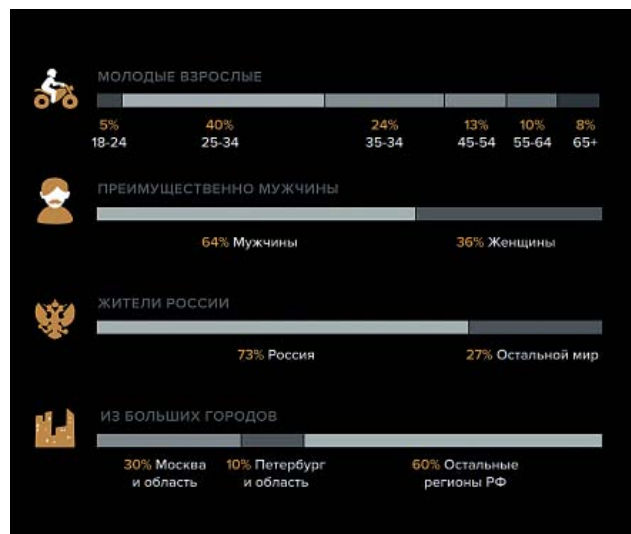 МОЛОДЫЕ ВЗРОСЛЫЕ
5% 40% 24% 13% 10% 8%
18-24 25-34 35-34 45-54 55-64 65+
ПРЕИМУЩЕСТВЕННО МУЖЧИНЫ
64% Мужчины 36% Женщины
ЖИТЕЛИ РОССИИ
73% Россия 27% Остальной мир
ИЗ БОЛЬШИХ ГОРОДОВ
30% Москва 10% Петербург 60% Остальные
и область и область регионы РФ